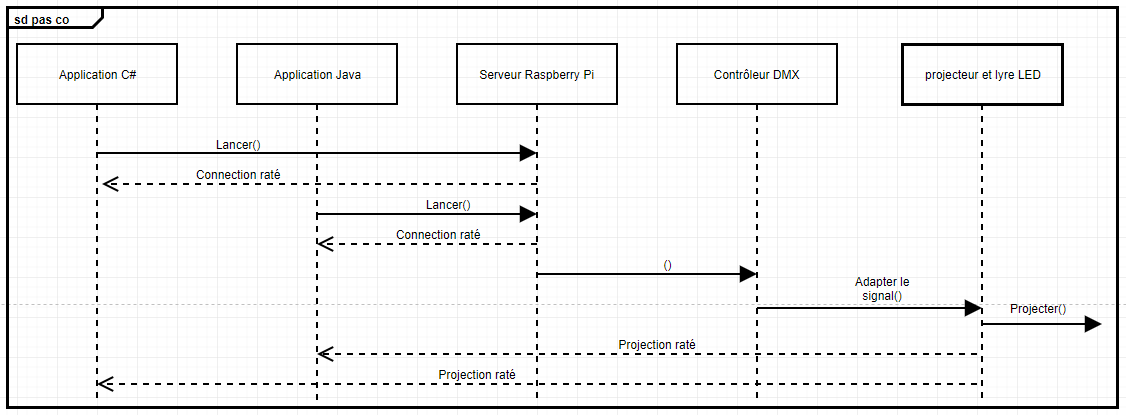 sd pas co
Application C#
Application Java
Serveur Raspberry Pi
Contrôleur DMX
projecteur et lyre LED
Lancer()
Connection raté
Lancer()
Connection raté
()
Adapter le
signal()
Projecter()
Projection raté
Projection raté